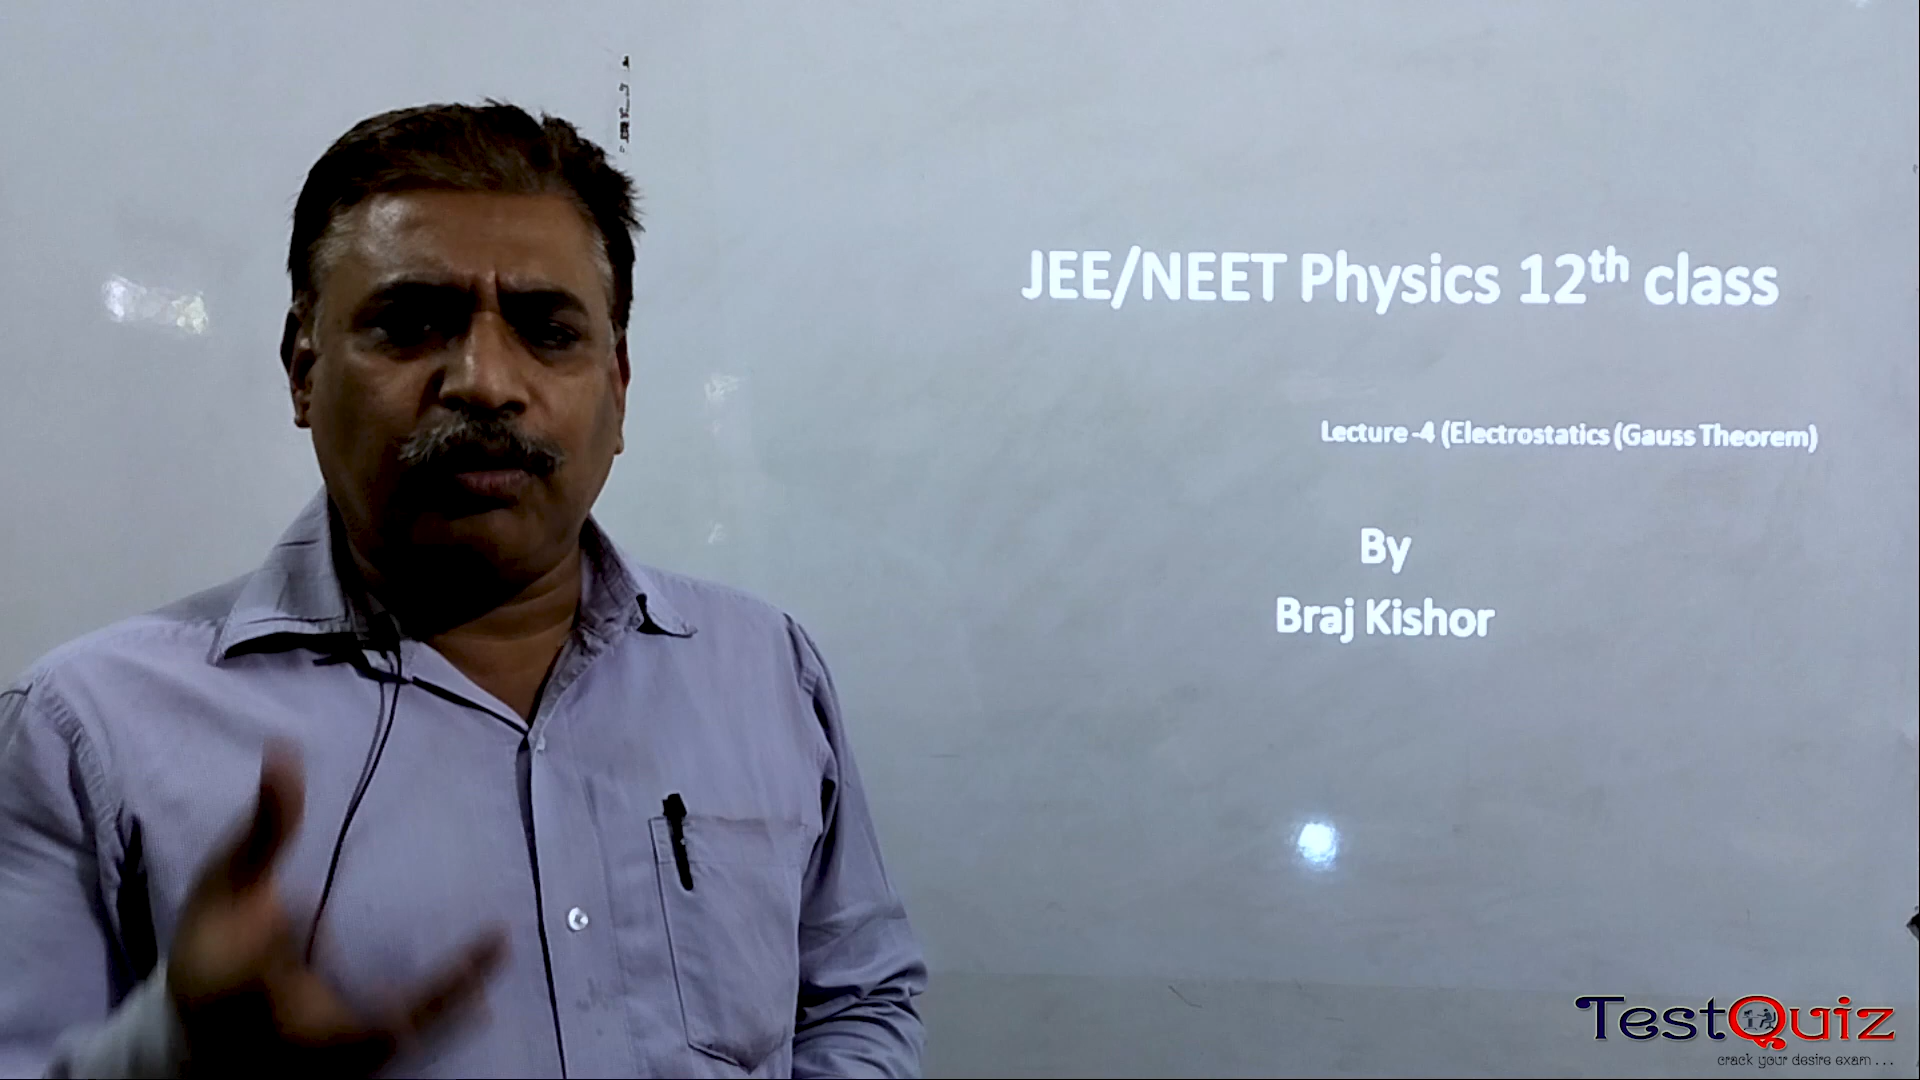 JEE/NEET Physics 12th class
Lecture -4 (Electrostatics (Gauss Theorem)
By
Braj Kishor
TestQuiz
crack your desire exam . . .